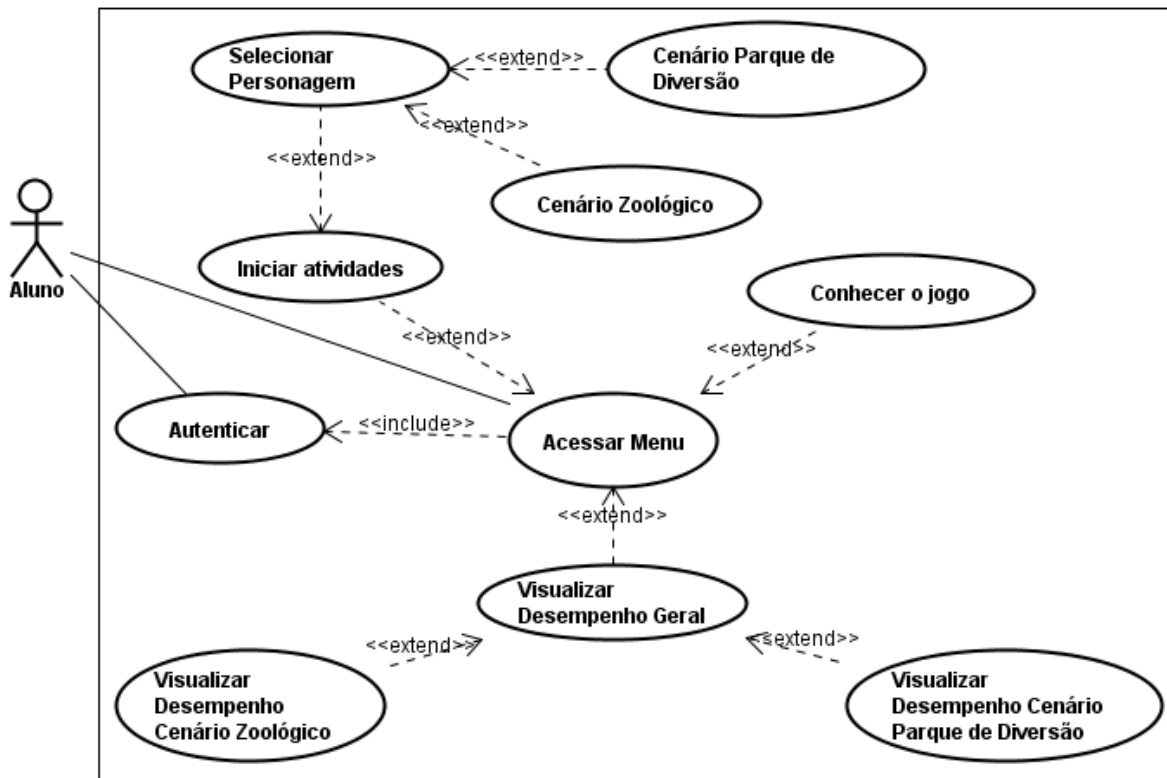 Selecionar
Personagem
<<extend>>
Cenário Parque de
Diversão
<<extend>>
<<extend>>
Cenário Zoológico
Aluno
Iniciar atividades
Conhecer o jogo
<<extend>>
<<extend>>
Autenticar
<<include>>
Acessar Menu
<<extend>>
Visualizar
Desempenho Geral
<<extend>>
<<extend>>
Visualizar
Desempenho
Cenário Zoológico
Visualizar
Desempenho Cenário
Parque de Diversão